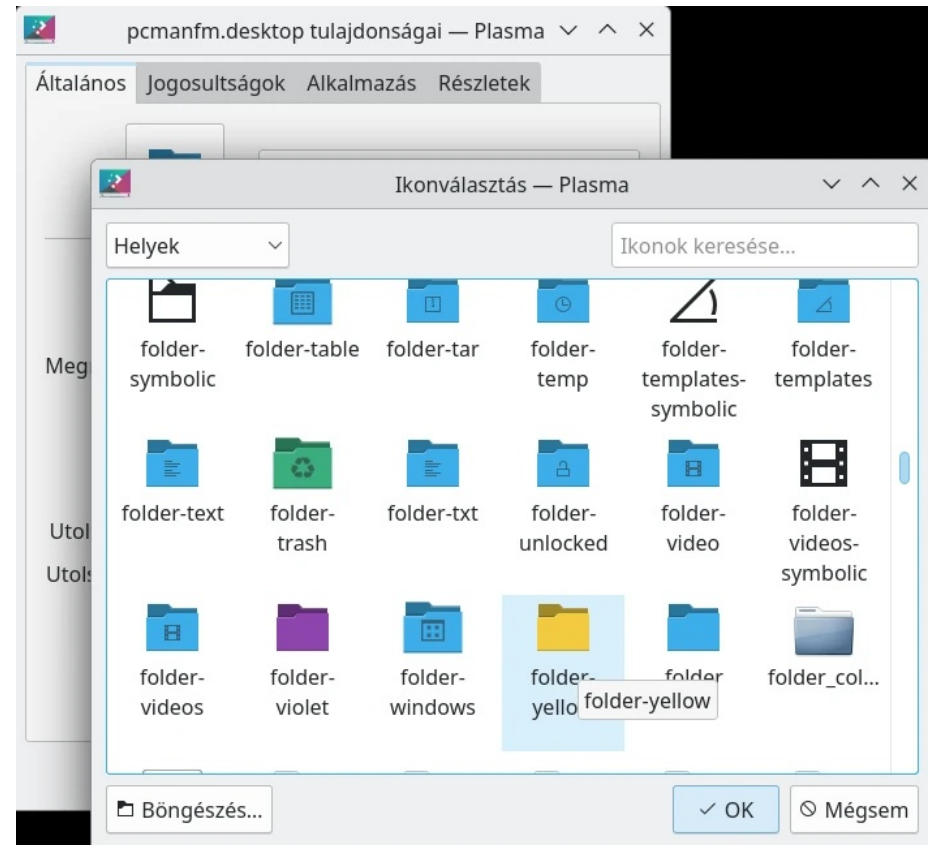 pcmanfm.desktop tulajdonságai — Plasma
Általános Jogosultságok Alkalmazás Részletek
Ikonválasztás — Plasma
Helyek
Ikonok keresése...
folder-
symbolic
folder-table
folder-tar
folder-
temp
folder-
templates-
symbolic
folder-
templates
Meg
folder-text
folder-
trash
folder-txt
folder-
unlocked
folder-
video
folder-
videos-
symbolic
Utol
Utols
folder-
videos
folder-
violet
folder-
windows
folder-
yello
folder
folder_col...
folder-yellow
Böngészés...
OK
Mégsem